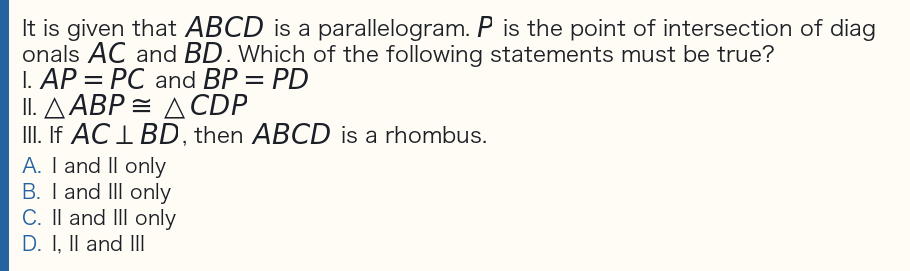 It is given that ABCD is a parallelogram. P is the point of intersection of diag
onals AC and BD. Which of the following statements must be true?
I. AP = PC and BP = PD
II. △ABP ≅ △CDP
III. If AC ⊥ BD, then ABCD is a rhombus.
A. I and II only
B. I and III only
C. II and III only
D. I, II and III